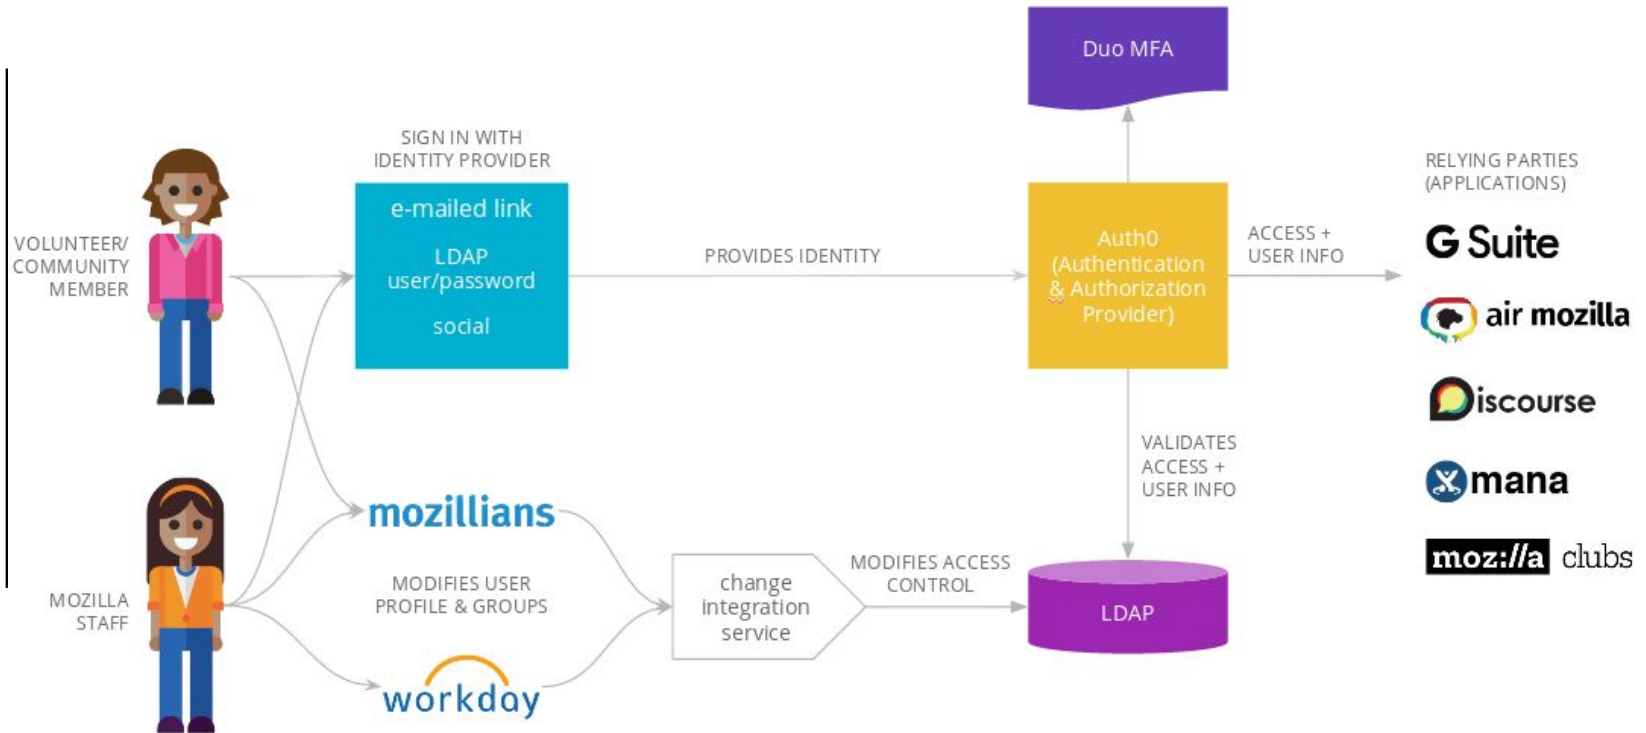 Duo MFA
SIGN IN WITH
IDENTITY PROVIDER
e-mailed link
LDAP
user/password
social
VOLUNTEER/
COMMUNITY
MEMBER
PROVIDES IDENTITY
Auth0
(Authentication
& Authorization
Provider)
ACCESS +
USER INFO
RELYING PARTIES
(APPLICATIONS)
G Suite
air mozilla
Discourse
mana
moz://a clubs
VALIDATES
ACCESS +
USER INFO
MOZILLA
STAFF
mozillians
MODIFIES USER
PROFILE & GROUPS
workday
change
integration
service
MODIFIES ACCESS
CONTROL
LDAP